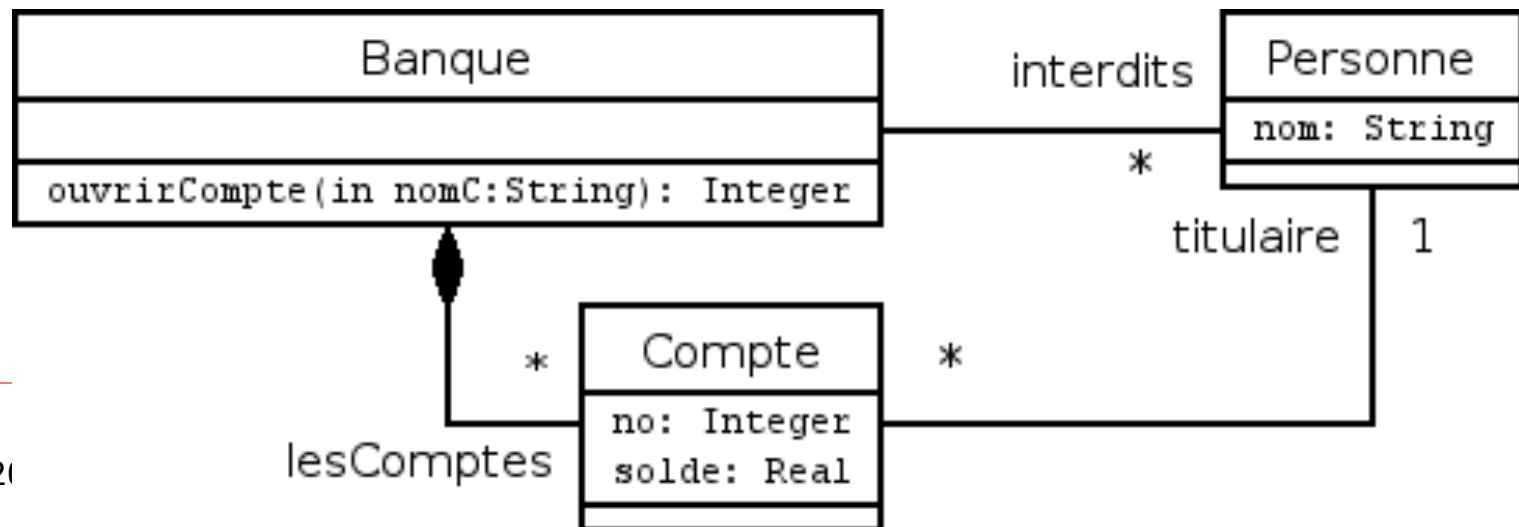 Banque
ouvrirCompte(in nomC:String): Integer
interdits
*
Personne
nom: String
titulaire
1
*
lesComptes
Compte
no: Integer
solde: Real
*